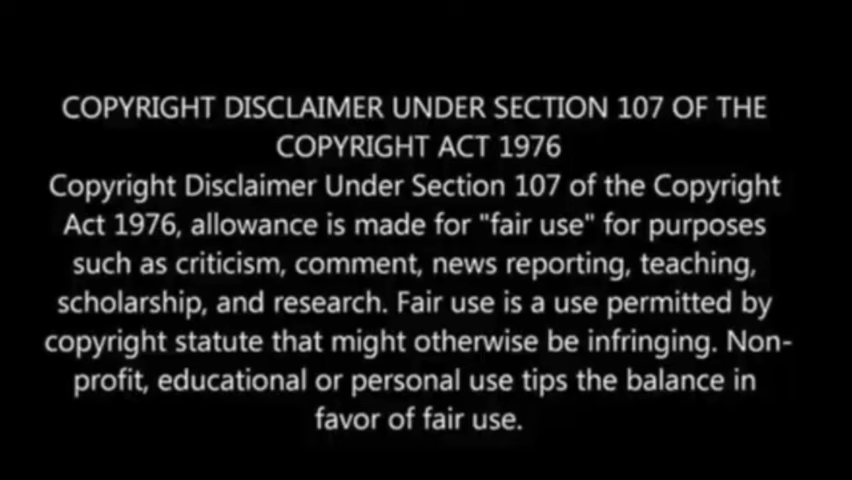 COPYRIGHT DISCLAIMER UNDER SECTION 107 OF THE
COPYRIGHT ACT 1976
Copyright Disclaimer Under Section 107 of the Copyright
Act 1976, allowance is made for "fair use" for purposes
such as criticism, comment, news reporting, teaching,
scholarship, and research. Fair use is a use permitted by
copyright statute that might otherwise be infringing. Non-
profit, educational or personal use tips the balance in
favor of fair use.